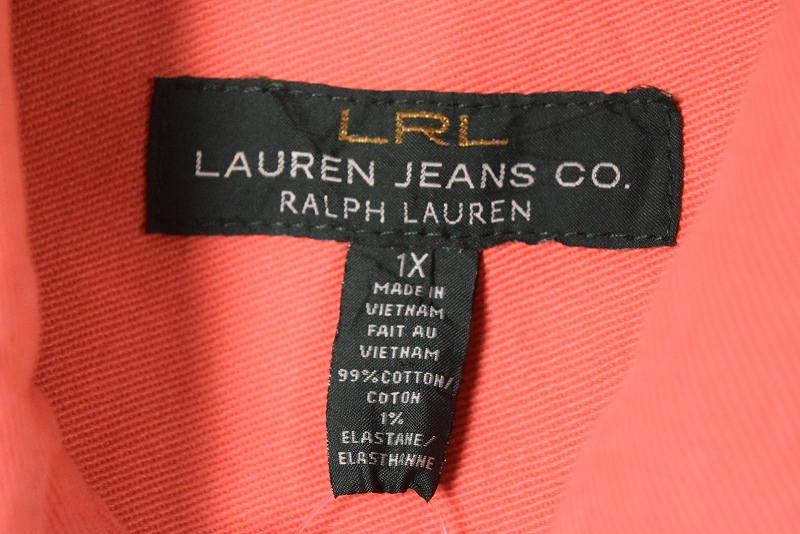 LRL
LAUREN JEANS CO.
RALPH LAUREN
1X
MADE IN
VIETNAM
FAIT AU
VIETNAM
99%COTTON/
COTON
1%
ELASTANE/
ELASTHANNE